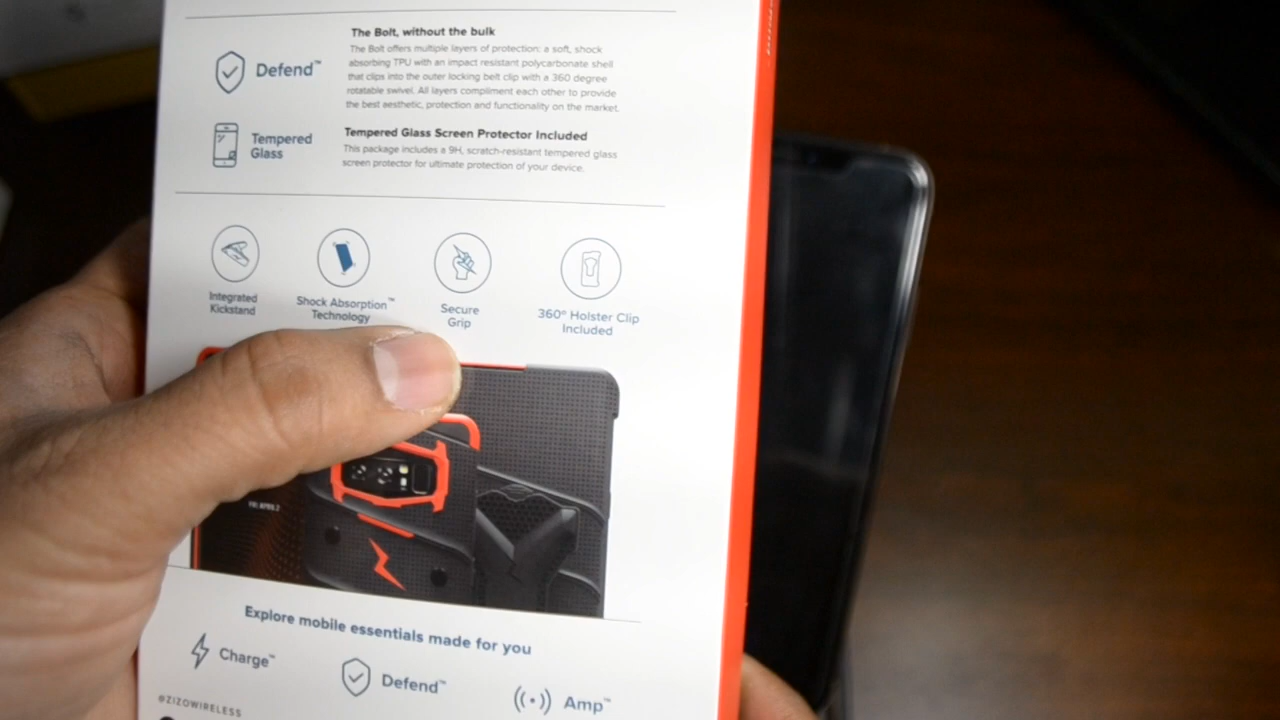 The Bolt, without the bulk
The Bolt offers multiple layers of protection: a soft, shock
absorbing TPU with an impact resistant polycarbonate shell
that clips into the outer locking belt clip with a 360 degree
rotatable swivel. All layers compliment each other to provide
the best aesthetic, protection and functionality on the market.
Defend™
Tempered Glass Screen Protector Included
This package includes a 9H, scratch-resistant tempered glass
screen protector for ultimate protection of your device.
Tempered
Glass
Integrated
Kickstand
Shock Absorption™
Technology
Secure
Grip
360° Holster Clip
Included
FRI, APRIL 2
Explore mobile essentials made for you
Charge™
Defend™
Amp™
@ZIZOWIRELESS